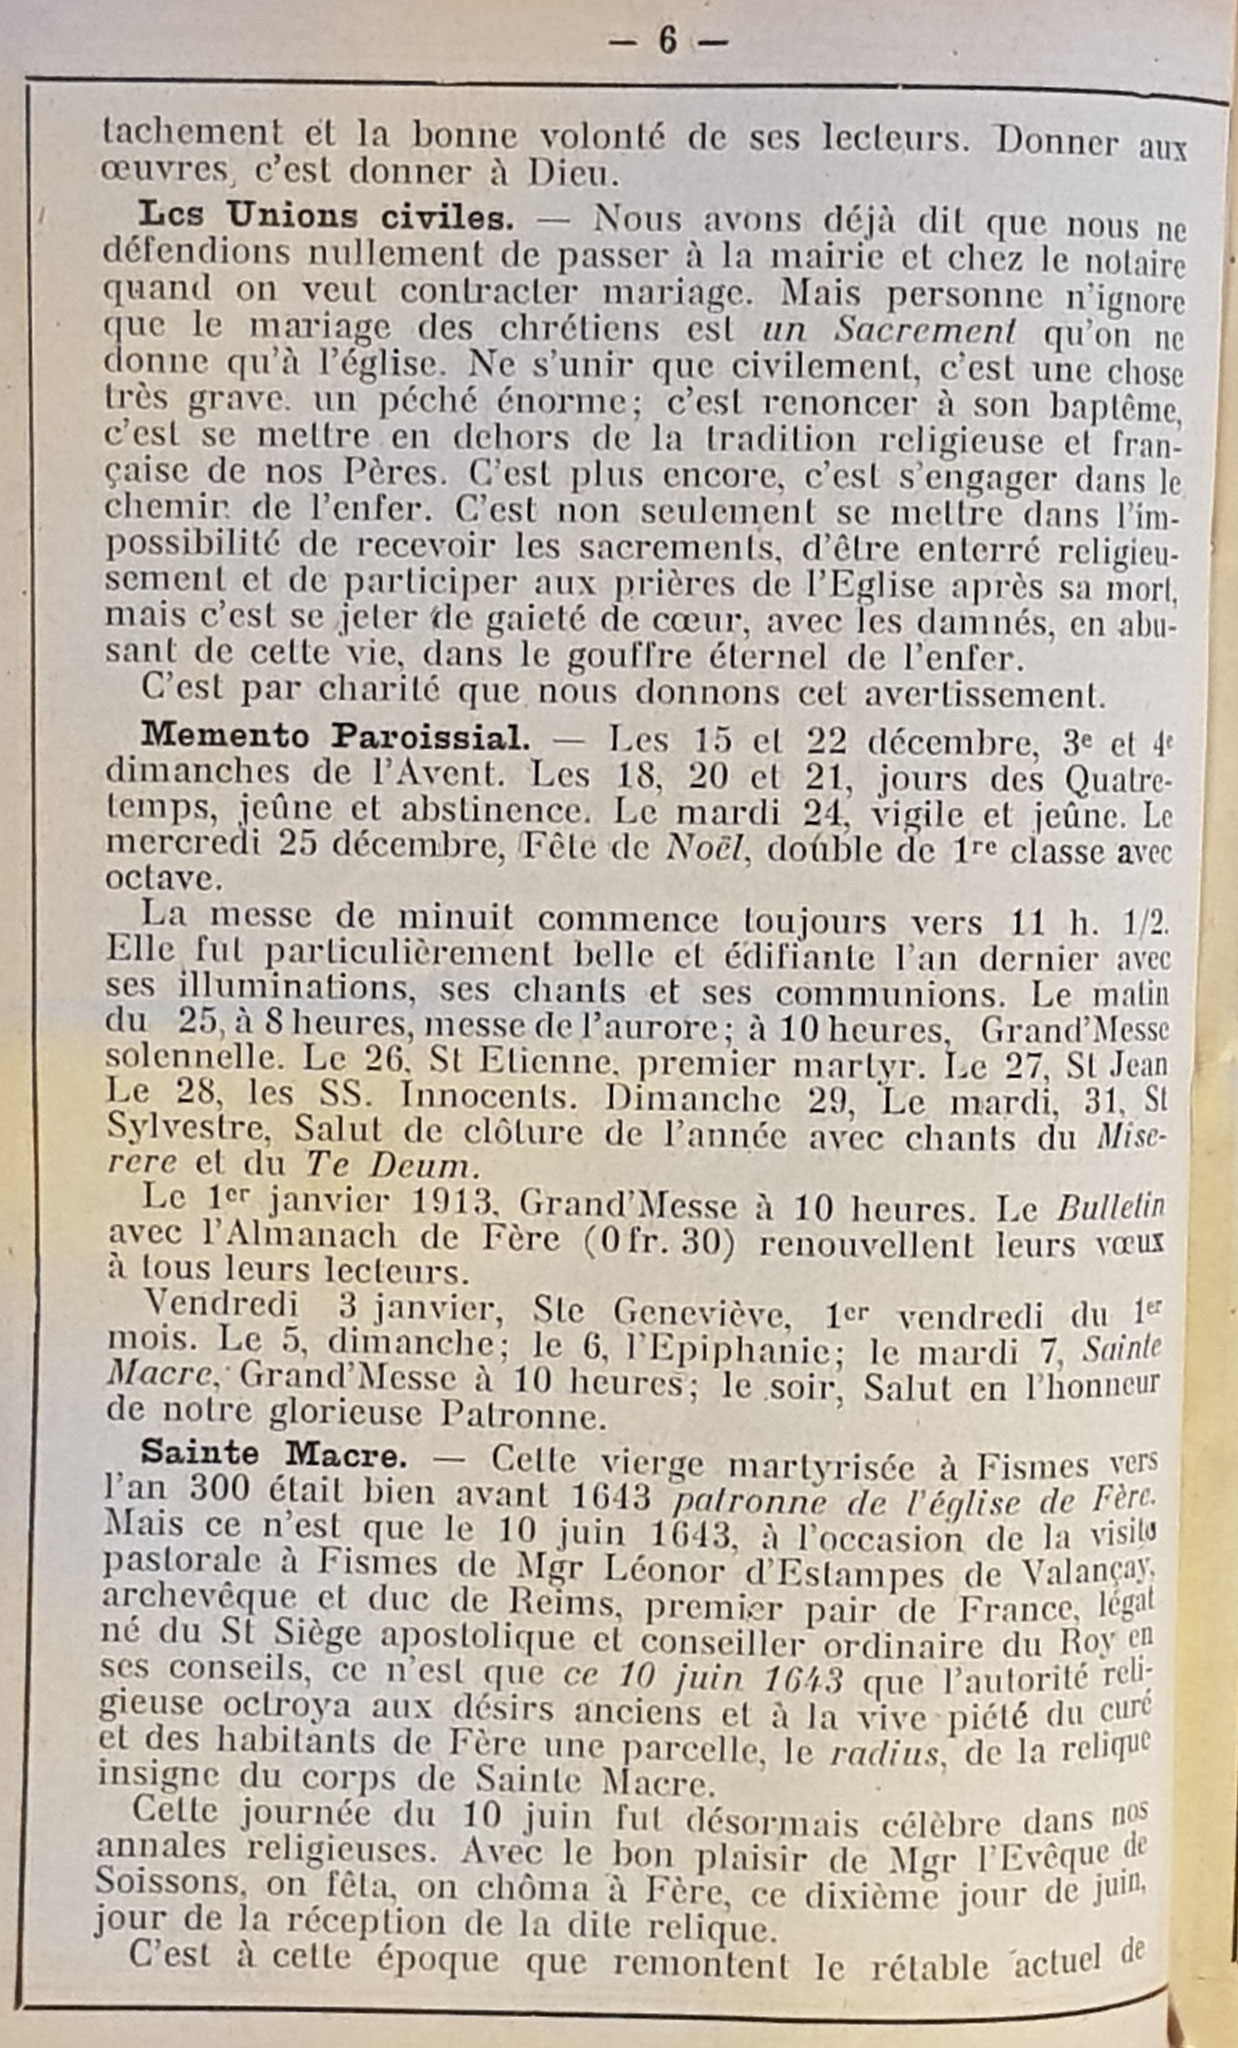 — 6 —
tachement et la bonne volonté de ses lecteurs. Donner aux
œuvres, c'est donner à Dieu.
Les Unions civiles. — Nous avons déjà dit que nous ne
défendions nullement de passer à la mairie et chez le notaire
quand on veut contracter mariage. Mais personne n'ignore
que le mariage des chrétiens est un Sacrement qu'on ne
donne qu'à l'église. Ne s'unir que civilement, c'est une chose
très grave. un péché énorme; c'est renoncer à son baptême,
c'est se mettre en dehors de la tradition religieuse et fran-
çaise de nos Pères. C'est plus encore, c'est s'engager dans le
chemin de l'enfer. C'est non seulement se mettre dans l'im-
possibilité de recevoir les sacrements, d'être enterré religieu-
sement et de participer aux prières de l'Eglise après sa mort,
mais c'est se jeter de gaieté de cœur, avec les damnés, en abu-
sant de cette vie, dans le gouffre éternel de l'enfer.
C'est par charité que nous donnons cet avertissement.
Memento Paroissial. — Les 15 et 22 décembre, 3e et 4e
dimanches de l'Avent. Les 18, 20 et 21, jours des Quatre-
temps, jeûne et abstinence. Le mardi 24, vigile et jeûne. Le
mercredi 25 décembre, Fête de Noël, double de 1re classe avec
octave.
La messe de minuit commence toujours vers 11 h. 1/2.
Elle fut particulièrement belle et édifiante l'an dernier avec
ses illuminations, ses chants et ses communions. Le matin
du 25, à 8 heures, messe de l'aurore; à 10 heures, Grand'Messe
solennelle. Le 26, St Etienne, premier martyr. Le 27, St Jean
Le 28, les SS. Innocents. Dimanche 29, Le mardi, 31, St
Sylvestre, Salut de clôture de l'année avec chants du Mise-
rere et du Te Deum.
Le 1er janvier 1913, Grand'Messe à 10 heures. Le Bulletin
avec l'Almanach de Fère (0 fr. 30) renouvellent leurs vœux
à tous leurs lecteurs.
Vendredi 3 janvier, Ste Geneviève, 1er vendredi du 1er
mois. Le 5, dimanche; le 6, l'Epiphanie; le mardi 7, Sainte
Macre, Grand'Messe à 10 heures; le soir, Salut en l'honneur
de notre glorieuse Patronne.
Sainte Macre. — Cette vierge martyrisée à Fismes vers
l'an 300 était bien avant 1643 patronne de l'église de Fère.
Mais ce n'est que le 10 juin 1643, à l'occasion de la visite
pastorale à Fismes de Mgr Léonor d'Estampes de Valançay,
archevêque et duc de Reims, premier pair de France, légat
né du St Siège apostolique et conseiller ordinaire du Roy en
ses conseils, ce n'est que ce 10 juin 1643 que l'autorité reli-
gieuse octroya aux désirs anciens et à la vive piété du curé
et des habitants de Fère une parcelle, le radius, de la relique
insigne du corps de Sainte Macre.
Cette journée du 10 juin fut désormais célèbre dans nos
annales religieuses. Avec le bon plaisir de Mgr l'Evêque de
Soissons, on fêta, on chôma à Fère, ce dixième jour de juin,
jour de la réception de la dite relique.
C'est à cette époque que remontent le rétable actuel de